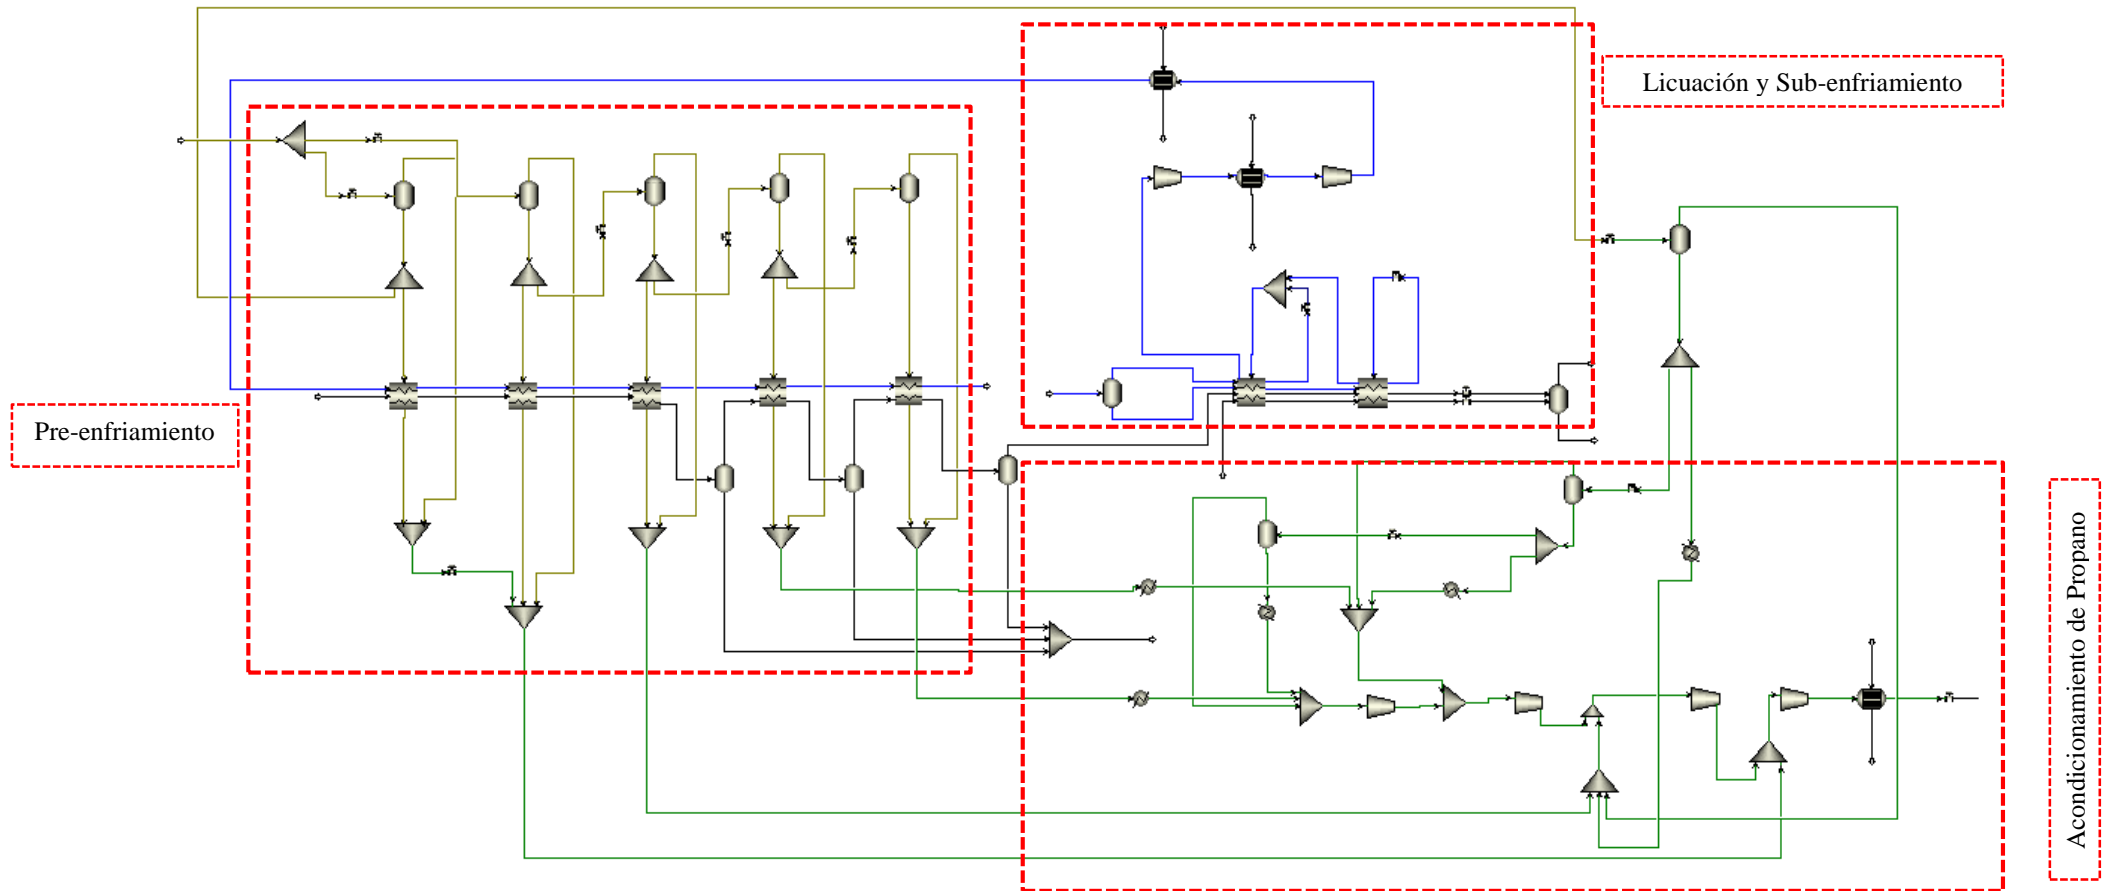 Licuación y Sub-enfriamiento
Pre-enfriamiento
Acondicionamiento de Propano